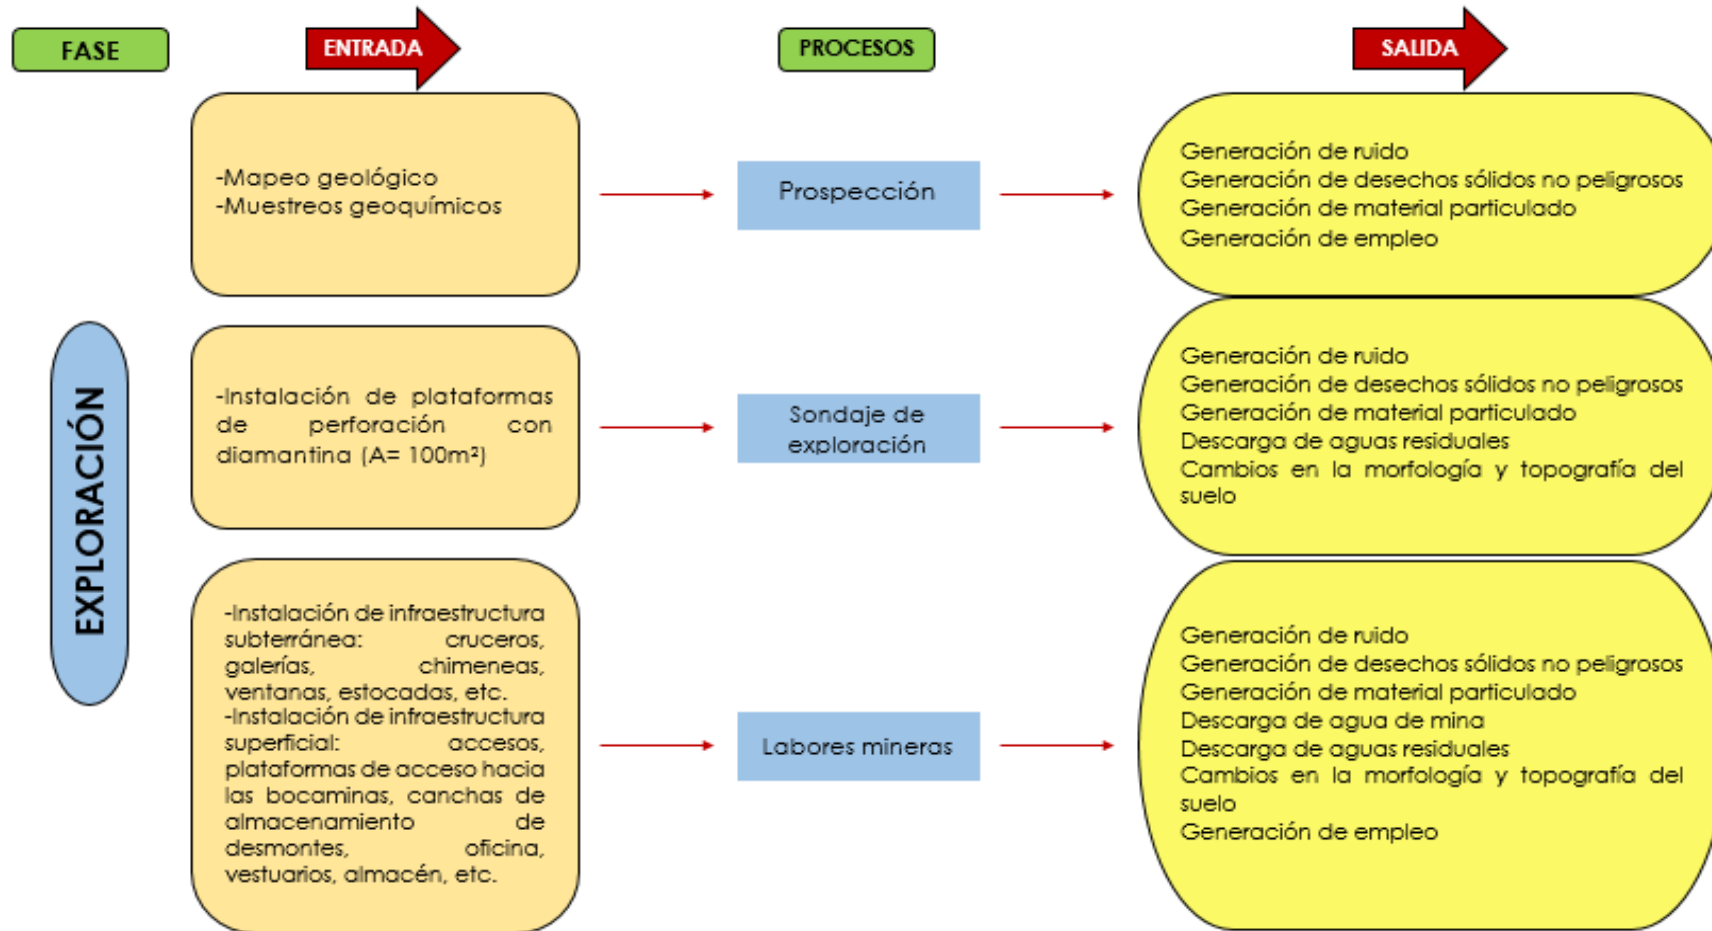 FASE
ENTRADA
PROCESOS
SALIDA
-Mapeo geológico
-Muestreos geoquímicos
Prospección
Generación de ruido
Generación de desechos sólidos no peligrosos
Generación de material particulado
Generación de empleo
EXPLORACIÓN
-Instalación de plataformas
de perforación con
diamantina (A= 100m²)
Sondaje de
exploración
Generación de ruido
Generación de desechos sólidos no peligrosos
Generación de material particulado
Descarga de aguas residuales
Cambios en la morfología y topografía del
suelo
-Instalación de infraestructura
subterránea: cruceros,
galerías, chimeneas,
ventanas, estocadas, etc.
-Instalación de infraestructura
superficial: accesos,
plataformas de acceso hacia
las bocaminas, canchas de
almacenamiento de
desmontes, oficina,
vestuarios, almacén, etc.
Labores mineras
Generación de ruido
Generación de desechos sólidos no peligrosos
Generación de material particulado
Descarga de agua de mina
Descarga de aguas residuales
Cambios en la morfología y topografía del
suelo
Generación de empleo